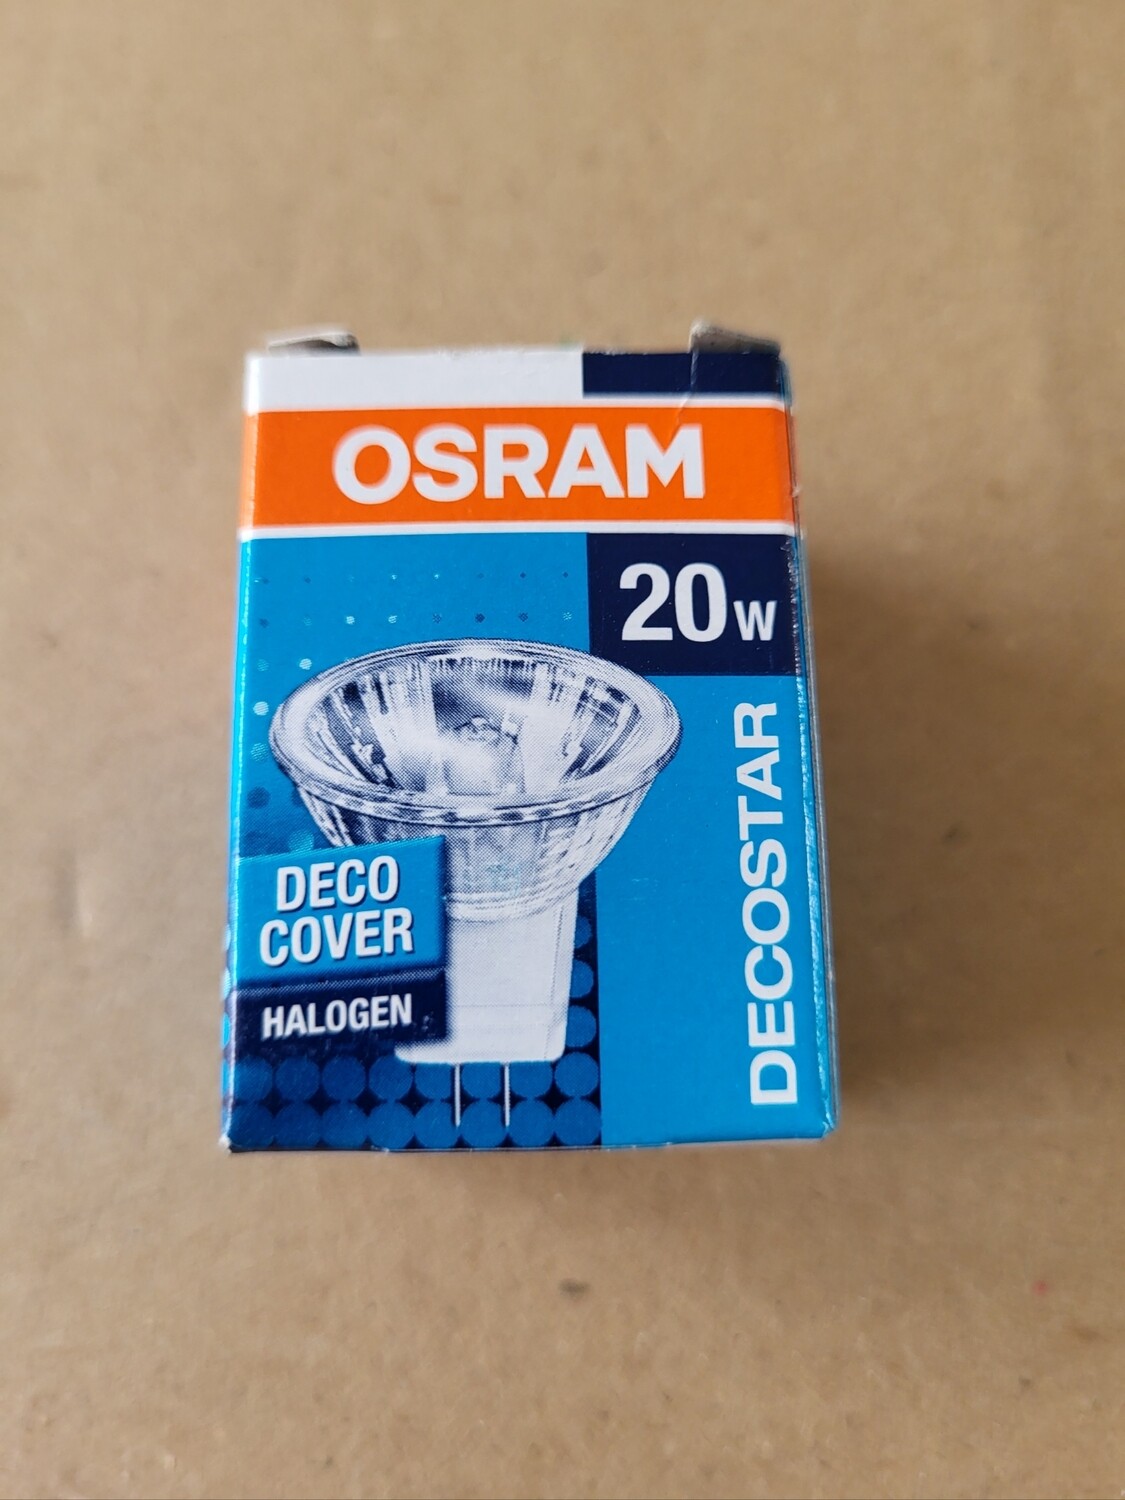 OSRAM
20W
DECOSTAR
DECO
COVER
HALOGEN